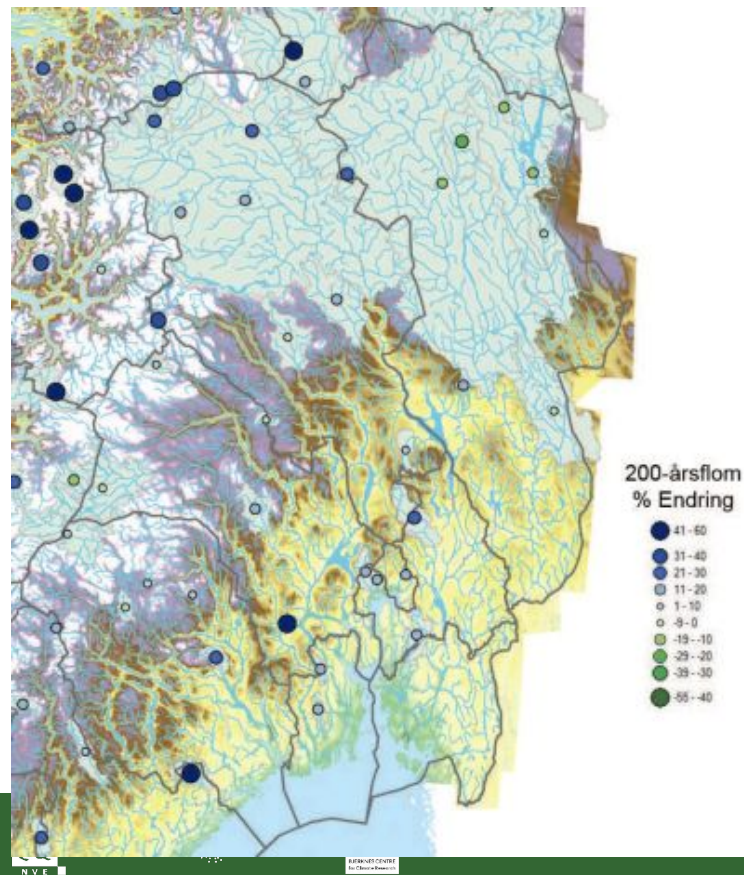 200-årsflom
% Endring
41 - 60
31 - 40
21 - 30
11 - 20
1 - 10
-9 - 0
-19 - -10
-29 - -20
-39 - -30
-55 - -40
NVE
BJERKNES CENTRE
for Climate Research